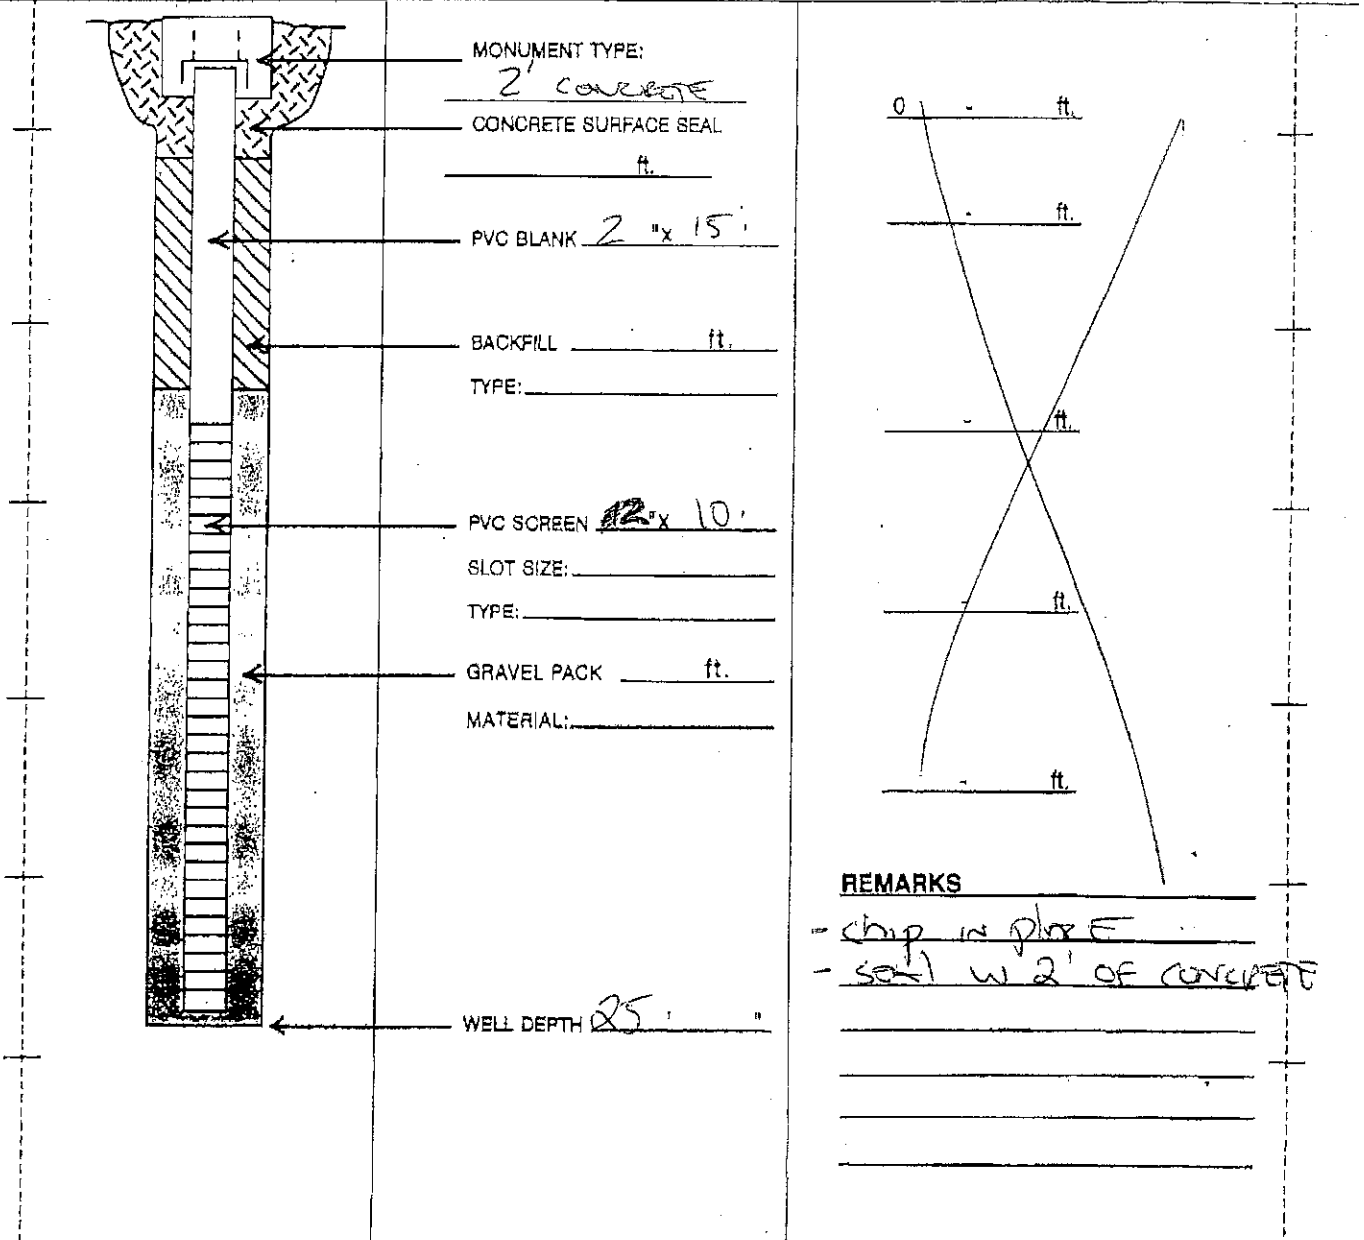 MONUMENT TYPE:
2' CONCRETE
CONCRETE SURFACE SEAL
ft.
PVC BLANK 2 "x 15 '
BACKFILL ft.
TYPE:
PVC SCREEN 2 "x 10 '
SLOT SIZE:
TYPE:
GRAVEL PACK ft.
MATERIAL:
WELL DEPTH 25 ' "
0 - ft.
- ft.
- ft.
- ft.
- ft.
REMARKS
- chip in place
- seal w 2' OF CONCRETE